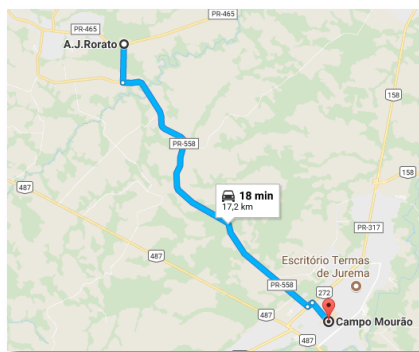 PR-465
PR-465
A.J.Rorato
158
PR-558
158
487
18 min
17,2 km
PR-317
Escritório Termas
de Jurema
487
PR-558
272
Campo Mourão
487
487